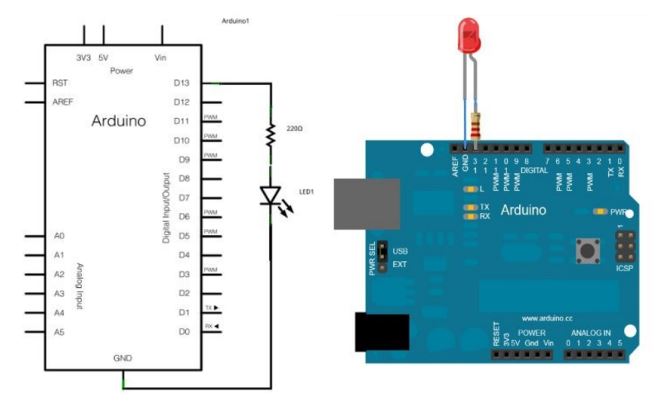 Arduino1
3V3 5V Vin
Power
RST
AREF
Arduino
D13
D12
PWM D11
PWM D10
PWM D9
D8
D7
PWM D6
PWM D5
D4
PWM D3
D2
TX D1
RX D0
Digital Input/Output
A0
A1
A2
A3
A4
A5
Analog Input
GND
220Ω
LED1
AREF
GND
13
12
PWM 11
PWM 10
PWM 9
8
DIGITAL
7
PWM 6
PWM 5
4
PWM 3
2
TX 1
RX 0
L
TX
RX
Arduino
PWR
PWR SEL
USB
EXT
1
ICSP
www.arduino.cc
POWER
ANALOG IN
RESET
3V3
5V Gnd Vin
0 1 2 3 4 5